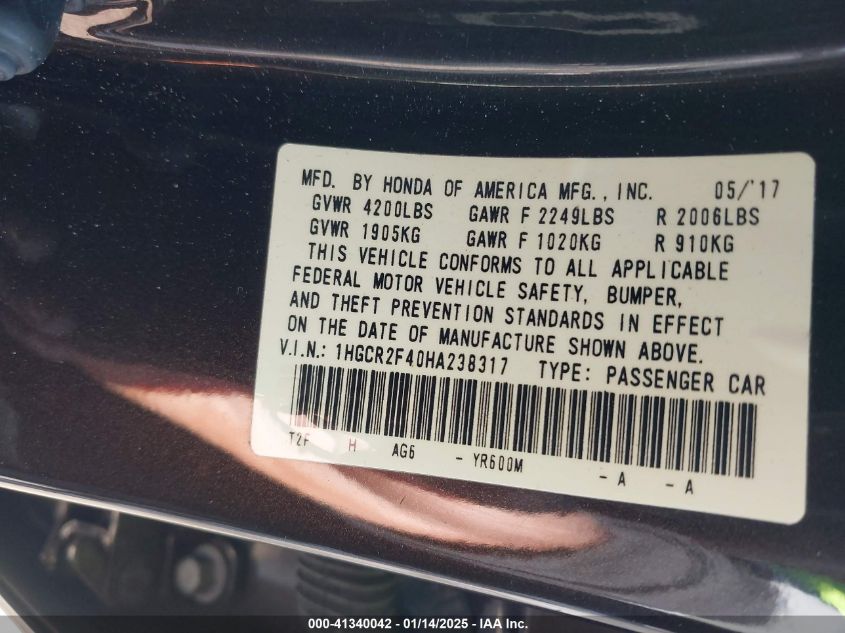 MFD. BY HONDA OF AMERICA MFG., INC. 05/'17
GVWR 4200LBS GAWR F 2249LBS R 2006LBS
GVWR 1905KG GAWR F 1020KG R 910KG
THIS VEHICLE CONFORMS TO ALL APPLICABLE
FEDERAL MOTOR VEHICLE SAFETY, BUMPER,
AND THEFT PREVENTION STANDARDS IN EFFECT
ON THE DATE OF MANUFACTURE SHOWN ABOVE.
V.I.N.: 1HGCR2F40HA238317 TYPE: PASSENGER CAR
T2F H AG6 - YR600M - A - A
000-41340042 - 01/14/2025 - IAA Inc.